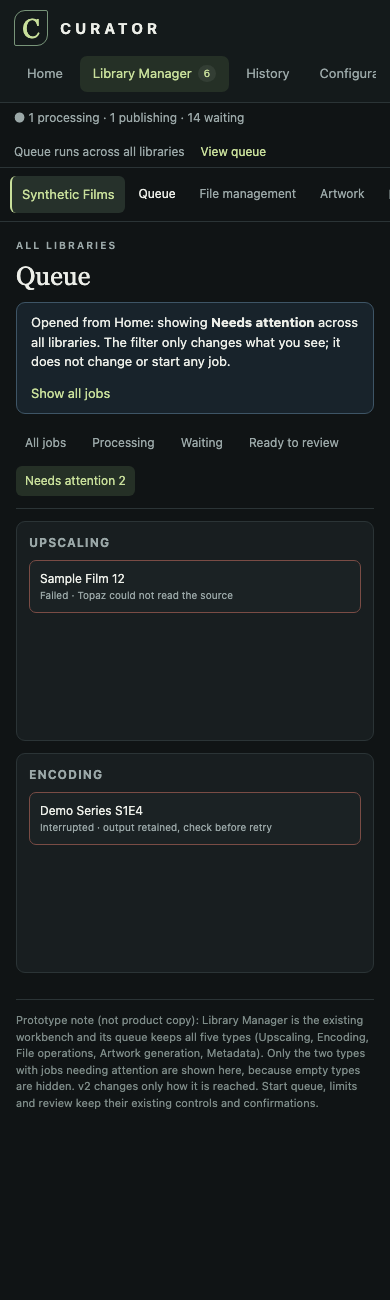 C CURATOR
Home Library Manager 6 History Configura
1 processing · 1 publishing · 14 waiting
Queue runs across all libraries View queue
Synthetic Films Queue File management Artwork
ALL LIBRARIES
Queue
Opened from Home: showing Needs attention across
all libraries. The filter only changes what you see; it
does not change or start any job.
Show all jobs
All jobs Processing Waiting Ready to review
Needs attention 2
UPSCALING
Sample Film 12
Failed · Topaz could not read the source
ENCODING
Demo Series S1E4
Interrupted · output retained, check before retry
Prototype note (not product copy): Library Manager is the existing
workbench and its queue keeps all five types (Upscaling, Encoding,
File operations, Artwork generation, Metadata). Only the two types
with jobs needing attention are shown here, because empty types
are hidden. v2 changes only how it is reached. Start queue, limits
and review keep their existing controls and confirmations.